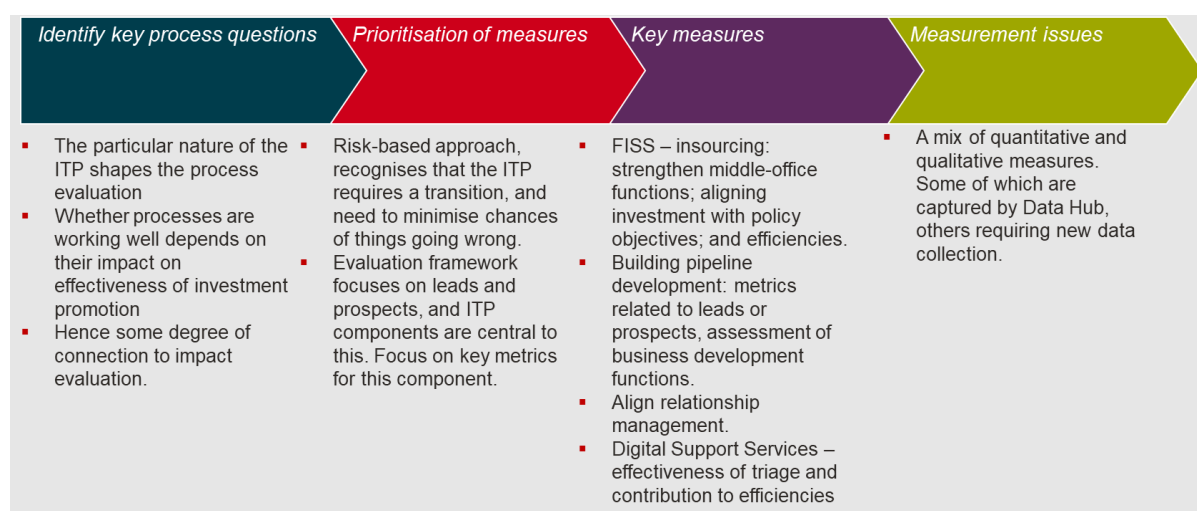 Identify key process questions
Prioritisation of measures
Key measures
Measurement issues
▪ The particular nature of the
ITP shapes the process
evaluation
▪ Whether processes are
working well depends on
their impact on
effectiveness of investment
promotion
▪ Hence some degree of
connection to impact
evaluation.
▪ Risk-based approach,
recognises that the ITP
requires a transition, and
need to minimise chances
of things going wrong.
▪ Evaluation framework
focuses on leads and
prospects, and ITP
components are central to
this. Focus on key metrics
for this component.
▪ FISS – insourcing:
strengthen middle-office
functions; aligning
investment with policy
objectives; and efficiencies.
▪ Building pipeline
development: metrics
related to leads or
prospects, assessment of
business development
functions.
▪ Align relationship
management.
▪ Digital Support Services –
effectiveness of triage and
contribution to efficiencies
▪ A mix of quantitative and
qualitative measures.
Some of which are
captured by Data Hub,
others requiring new data
collection.